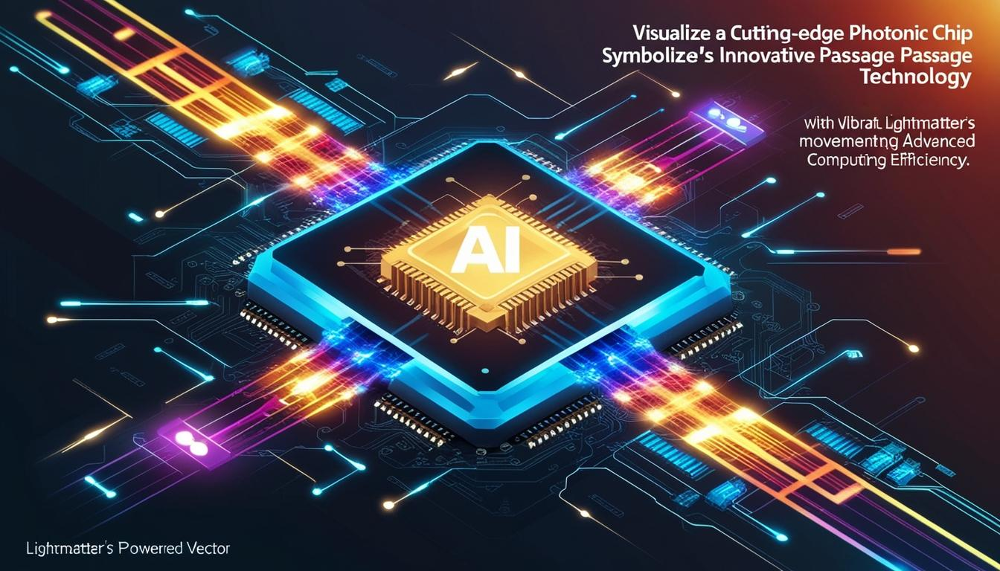 Visualize a Cutting-edge Photonic Chip
Symbolize's Innovative Passage Passage
Technology
with Vibrati. Lightmatter's
movementng Advanced
Computing Efficiency.
AI
Lightmatter's Powered Vector